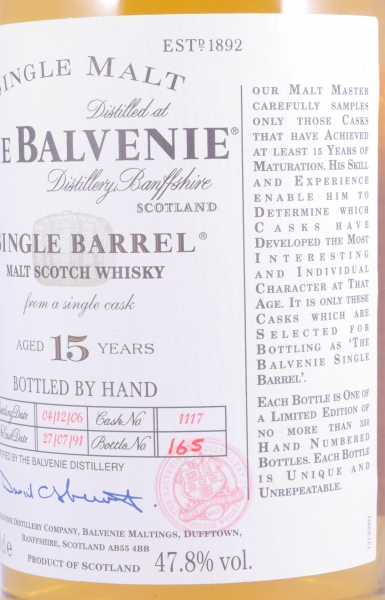 ESTD 1892
SINGLE MALT
Distilled at
THE BALVENIE®
Distillery, Banffshire
SCOTLAND
SINGLE BARREL®
MALT SCOTCH WHISKY
from a single cask
AGED 15 YEARS
BOTTLED BY HAND
Date 04/12/06 Cask No 1117
Date 27/07/91 Bottle No 165
BY THE BALVENIE DISTILLERY
David C Stewart
DISTILLERY COMPANY, BALVENIE MALTINGS, DUFFTOWN,
BANFFSHIRE, SCOTLAND AB55 4BB
PRODUCT OF SCOTLAND 47.8% vol.
OUR MALT MASTER
CAREFULLY SAMPLES
ONLY THOSE CASKS
THAT HAVE ACHIEVED
AT LEAST 15 YEARS OF
MATURATION. HIS SKILL
AND EXPERIENCE
ENABLE HIM TO
DETERMINE WHICH
CASKS HAVE
DEVELOPED THE MOST
INTERESTING
AND INDIVIDUAL
CHARACTER AT THAT
AGE. IT IS ONLY THESE
CASKS WHICH ARE
SELECTED FOR
BOTTLING AS 'THE
BALVENIE SINGLE
BARREL'.
EACH BOTTLE IS ONE OF
A LIMITED EDITION OF
NO MORE THAN 350
HAND NUMBERED
BOTTLES. EACH BOTTLE
IS UNIQUE AND
UNREPEATABLE.